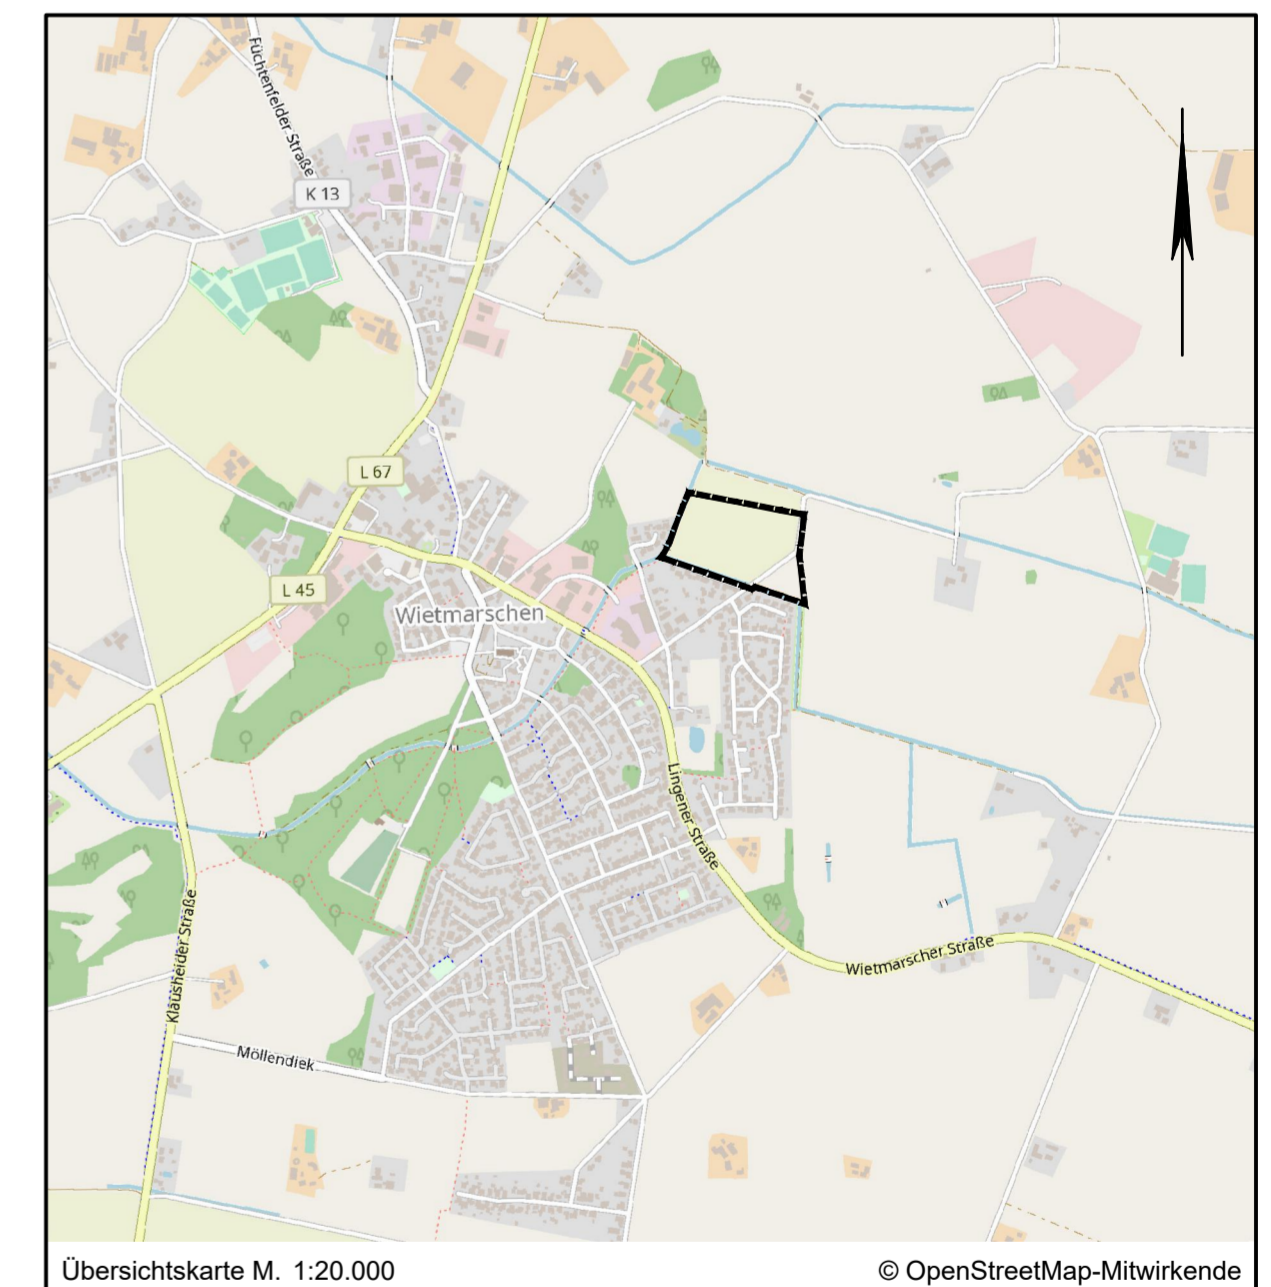 Füchtenfelder Straße
K 13
L 67
L 45
Wietmarschen
Lingener Straße
Klausheider Straße
Wietmarscher Straße
Möllendiek
Übersichtskarte M. 1:20.000
© OpenStreetMap-Mitwirkende